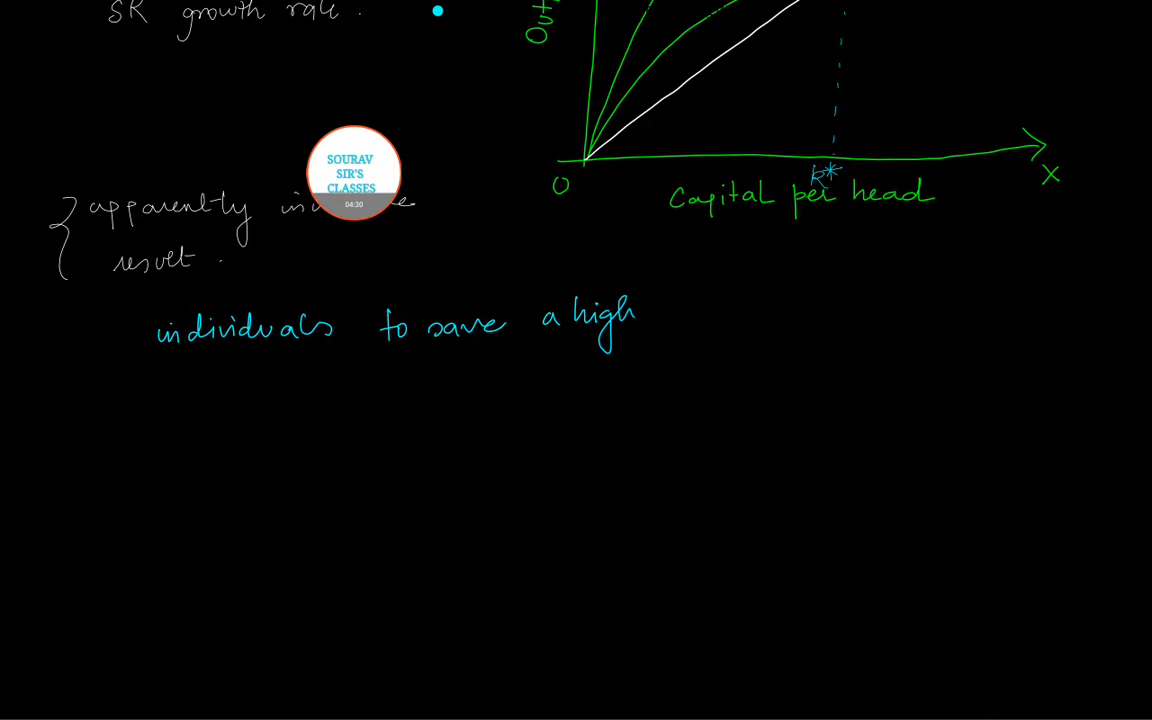 SR growth rate.
Out
SOURAV
SIR'S
CLASSES
04:30
k*
O
X
Capital per head
apparently
result.
individuals to save a high